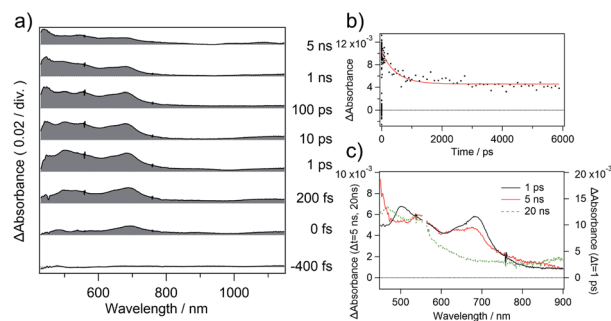 a)
ΔAbsorbance ( 0.02 / div. )
5 ns
1 ns
100 ps
10 ps
1 ps
200 fs
0 fs
-400 fs
600 800 1000
Wavelength / nm
b)
ΔAbsorbance
12 x10⁻³
8
4
0
0 2000 4000 6000
Time / ps
c)
ΔAbsorbance (Δt=5 ns, 20ns)
10 x10⁻³
8
6
4
2
0
1 ps
5 ns
20 ns
20 x10⁻³
15
10
5
0
ΔAbsorbance (Δt=1 ps)
500 600 700 800 900
Wavelength / nm